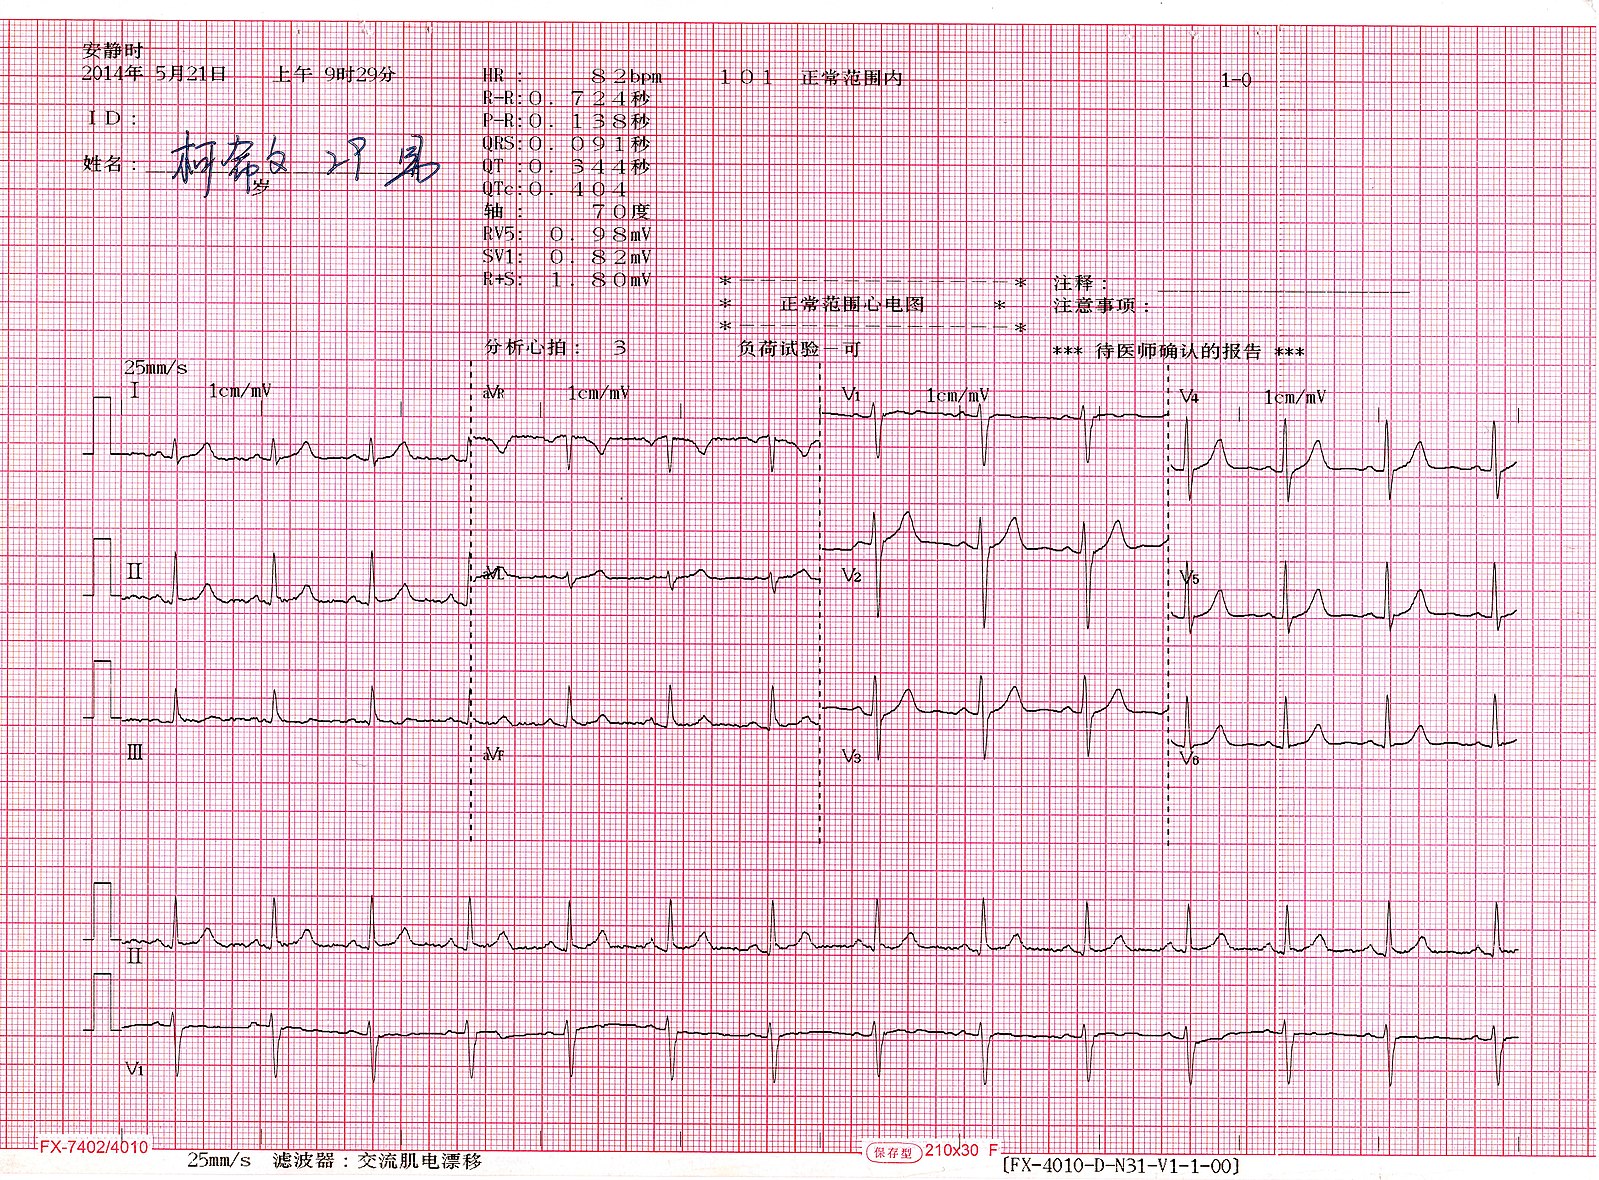 安静时
2014年 5月21日 上午 9时29分
ID:
姓名: 柯 文 男
岁
HR : 82bpm
R-R:0.724秒
P-R:0.138秒
QRS:0.091秒
QT :0.344秒
QTc:0.404
轴 : 70度
RV5: 0.98mV
SV1: 0.82mV
R+S: 1.80mV
分析心拍: 3
101 正常范围内
1-0
*---------------*
* 正常范围心电图 *
*---------------*
负荷试验-可
注释:
注意事项:
*** 待医师确认的报告 ***
25mm/s
I 1cm/mV
aVR 1cm/mV
V1 1cm/mV
V4 1cm/mV
II
aVL
V2
V5
III
aVF
V3
V6
II
V1
FX-7402/4010
25mm/s 滤波器:交流肌电漂移
保存型 210x30 F
[FX-4010-D-N31-V1-1-00]